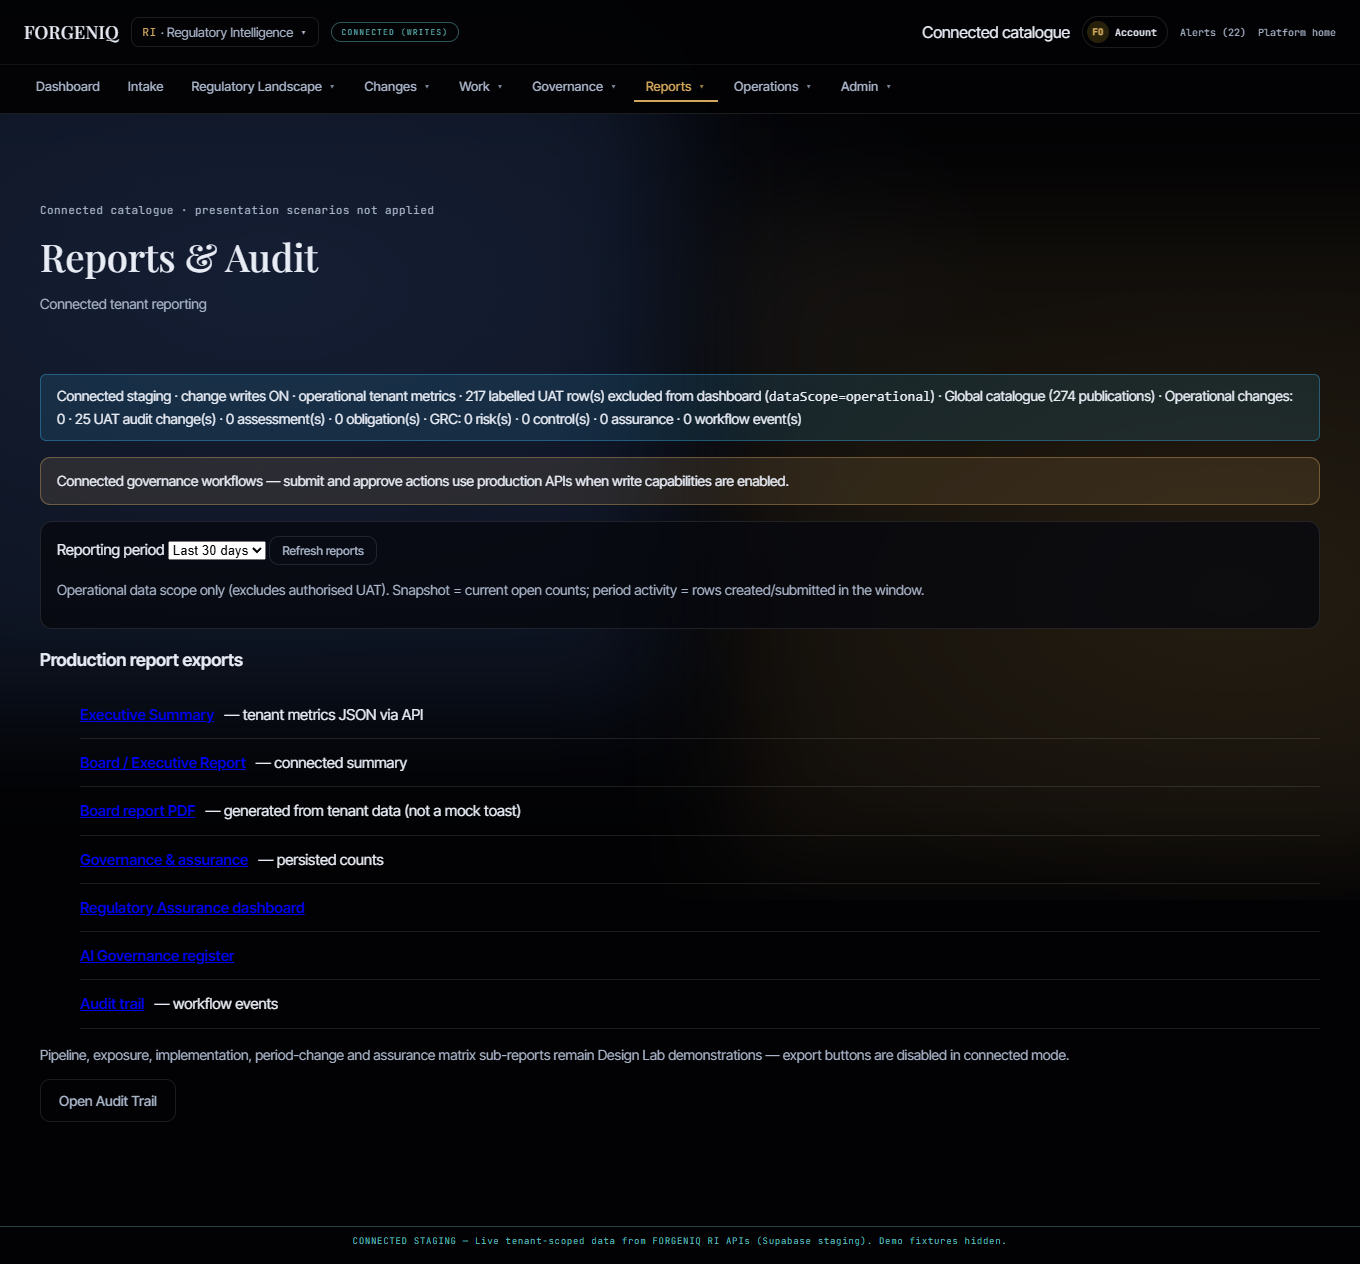 FORGENIQ
RI · Regulatory Intelligence ▾
CONNECTED (WRITES)
Connected catalogue
FO Account
Alerts (22)
Platform home
Dashboard
Intake
Regulatory Landscape ▾
Changes ▾
Work ▾
Governance ▾
Reports ▾
Operations ▾
Admin ▾
Connected catalogue · presentation scenarios not applied
Reports & Audit
Connected tenant reporting
Connected staging · change writes ON · operational tenant metrics · 217 labelled UAT row(s) excluded from dashboard (dataScope=operational) · Global catalogue (274 publications) · Operational changes:
0 · 25 UAT audit change(s) · 0 assessment(s) · 0 obligation(s) · GRC: 0 risk(s) · 0 control(s) · 0 assurance · 0 workflow event(s)
Connected governance workflows — submit and approve actions use production APIs when write capabilities are enabled.
Reporting period Last 30 days Refresh reports
Operational data scope only (excludes authorised UAT). Snapshot = current open counts; period activity = rows created/submitted in the window.
Production report exports
Executive Summary — tenant metrics JSON via API
Board / Executive Report — connected summary
Board report PDF — generated from tenant data (not a mock toast)
Governance & assurance — persisted counts
Regulatory Assurance dashboard
AI Governance register
Audit trail — workflow events
Pipeline, exposure, implementation, period-change and assurance matrix sub-reports remain Design Lab demonstrations — export buttons are disabled in connected mode.
Open Audit Trail
CONNECTED STAGING — Live tenant-scoped data from FORGENIQ RI APIs (Supabase staging). Demo fixtures hidden.